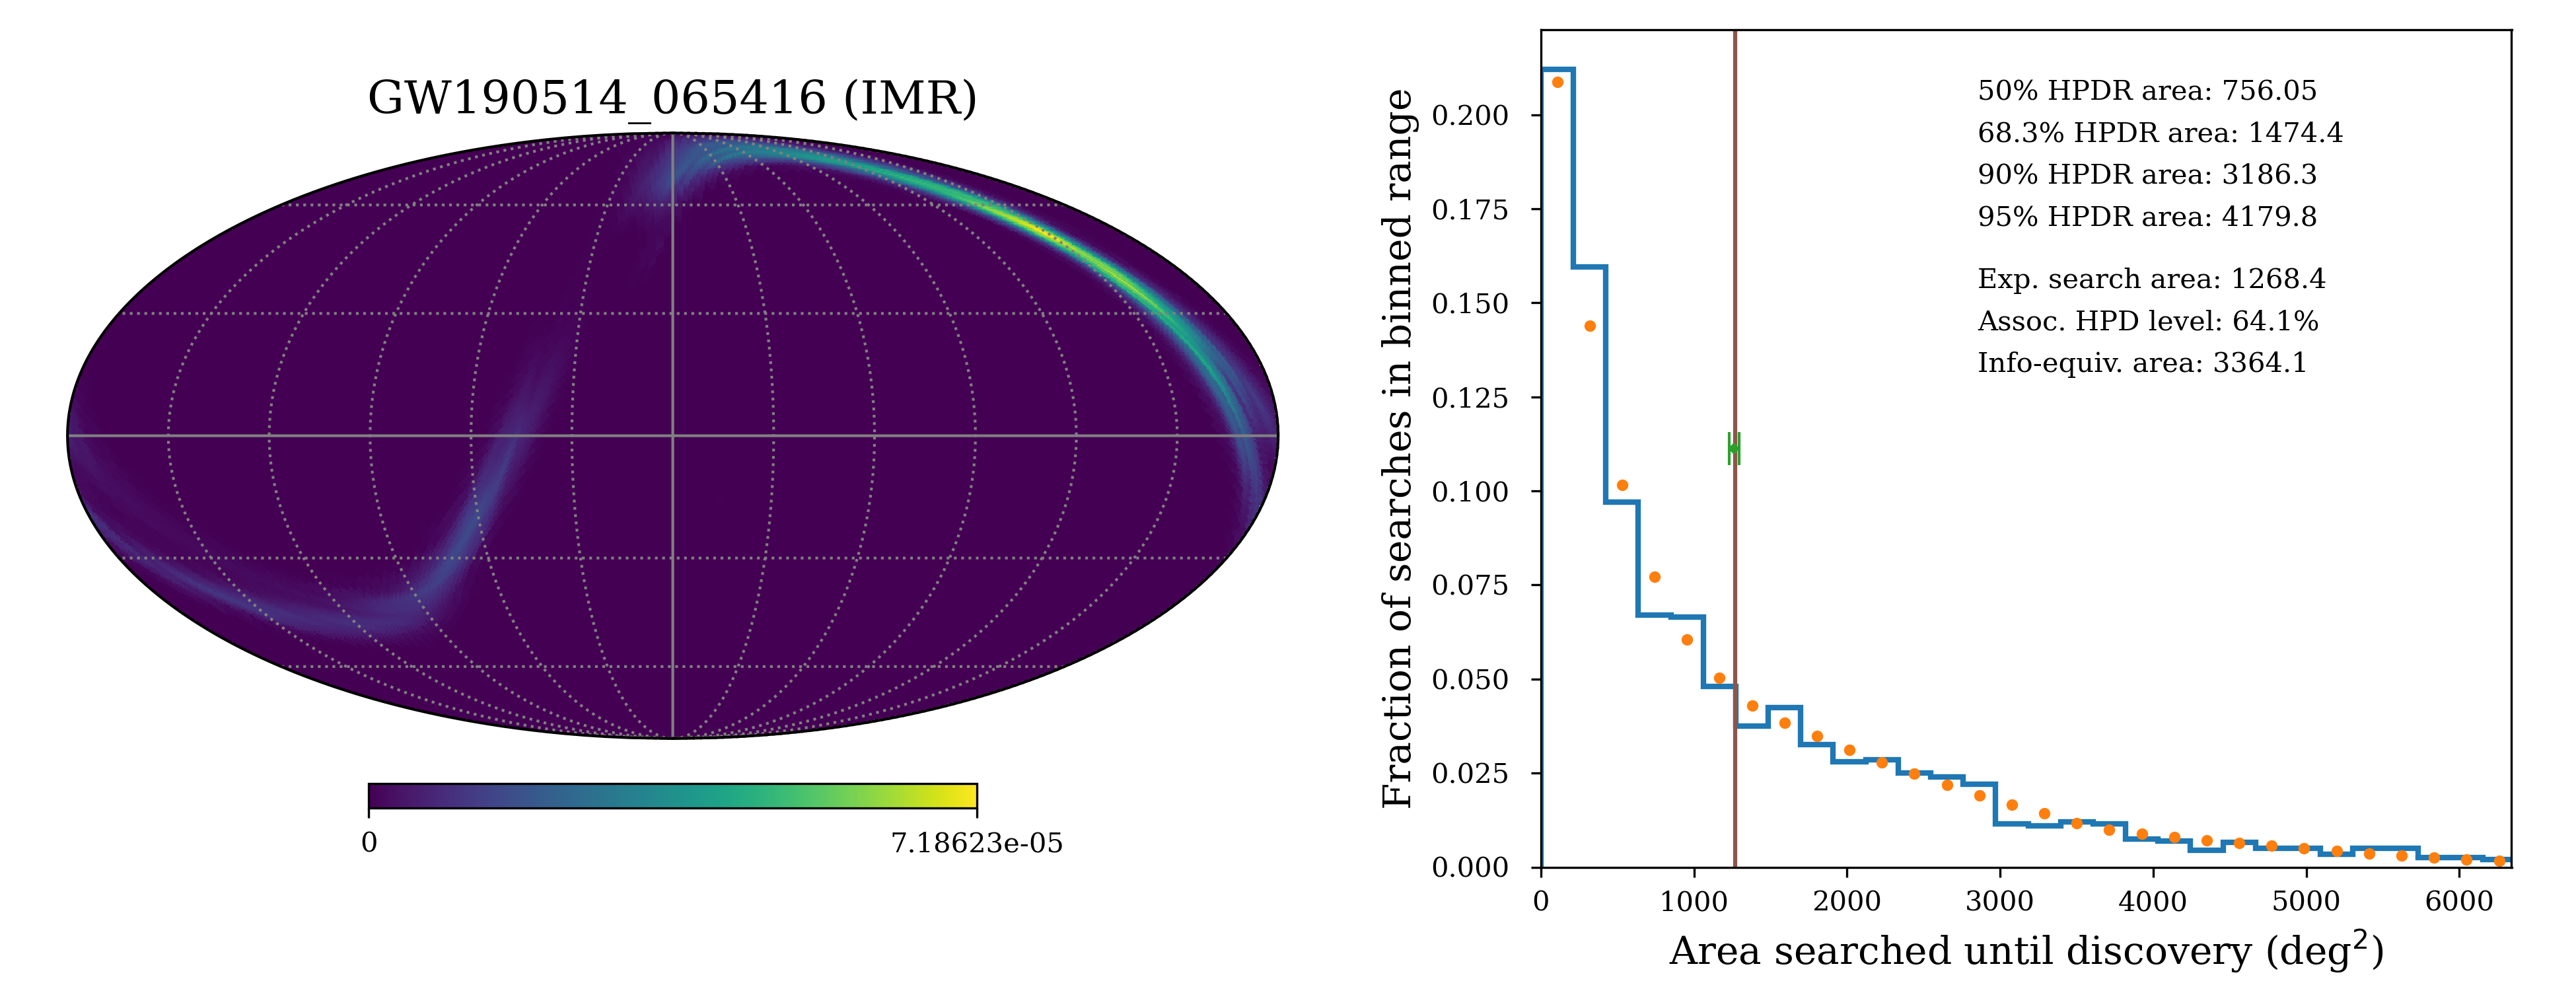 GW190514_065416 (IMR)
0
7.18623e-05
Fraction of searches in binned range
0.200
0.175
0.150
0.125
0.100
0.075
0.050
0.025
0.000
50% HPDR area: 756.05
68.3% HPDR area: 1474.4
90% HPDR area: 3186.3
95% HPDR area: 4179.8
Exp. search area: 1268.4
Assoc. HPD level: 64.1%
Info-equiv. area: 3364.1
0 1000 2000 3000 4000 5000 6000
Area searched until discovery (deg²)